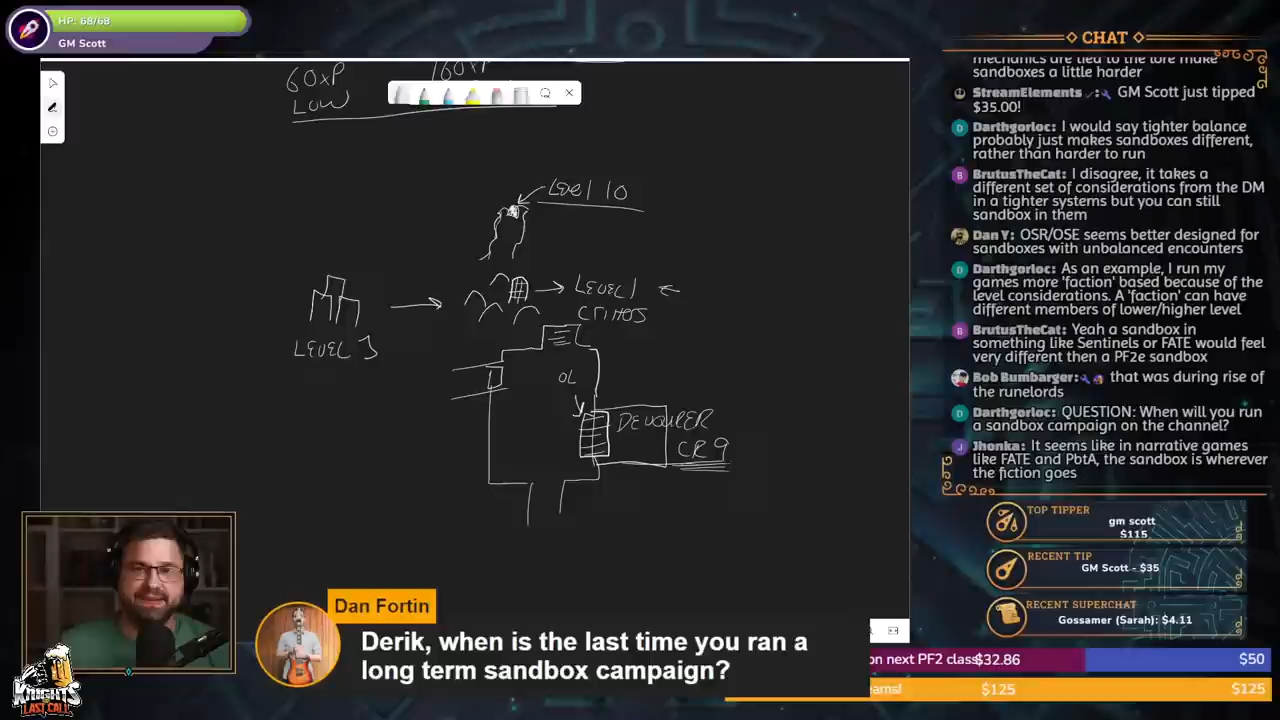 HP: 68/68
GM Scott
60XP
160XP
LOW
LEVEL 10
LEVEL 1
LEVEL 3
OL
DEVOURER
CR 9
CHAT
mechanics are tied to the lore make
sandboxes a little harder
StreamElements : GM Scott just tipped
$35.00!
Darthgorloc: I would say tighter balance
probably just makes sandboxes different,
rather than harder to run
BrutusTheCat: I disagree, it takes a
different set of considerations from the DM
in a tighter systems but you can still
sandbox in them
Dan Y: OSR/OSE seems better designed for
sandboxes with unbalanced encounters
Darthgorloc: As an example, I run my
games more 'faction' based because of the
level considerations. A 'faction' can have
different members of lower/higher level
BrutusTheCat: Yeah a sandbox in
something like Sentinels or FATE would feel
very different then a PF2e sandbox
Bob Bumbarger: that was during rise of
the runelords
Darthgorloc: QUESTION: When will you run
a sandbox campaign on the channel?
Jhonka: It seems like in narrative games
like FATE and PbtA, the sandbox is wherever
the fiction goes
TOP TIPPER
gm scott
$115
RECENT TIP
GM Scott - $35
RECENT SUPERCHAT
Gossamer (Sarah): $4.11
on next PF2 class
$32.86
$50
eams!
$125
$125
Dan Fortin
Derik, when is the last time you ran a
long term sandbox campaign?
KNIGHTS
OF LAST CALL